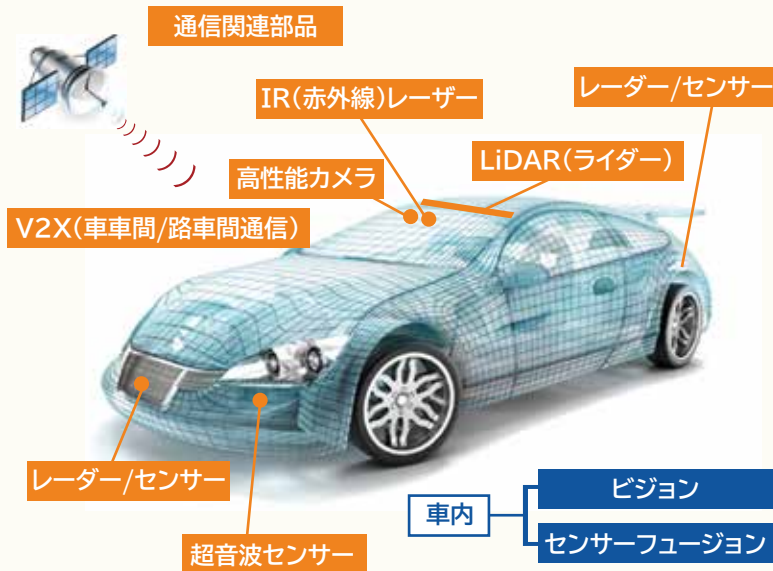 通信関連部品
IR(赤外線)レーザー
レーダー/センサー
LiDAR(ライダー)
高性能カメラ
V2X(車車間/路車間通信)
レーダー/センサー
超音波センサー
車内
ビジョン
センサーフュージョン